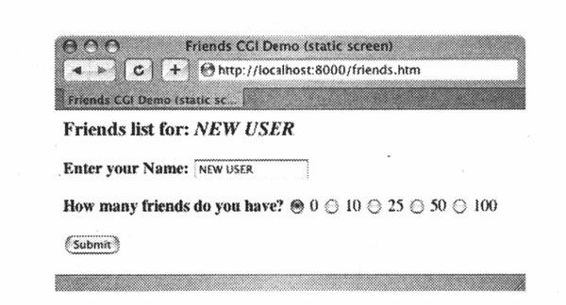 Friends CGI Demo (static screen)
http://localhost:8000/friends.htm
Friends CGI Demo (static sc...
Friends list for: NEW USER
Enter your Name: NEW USER
How many friends do you have? 0 10 25 50 100
Submit